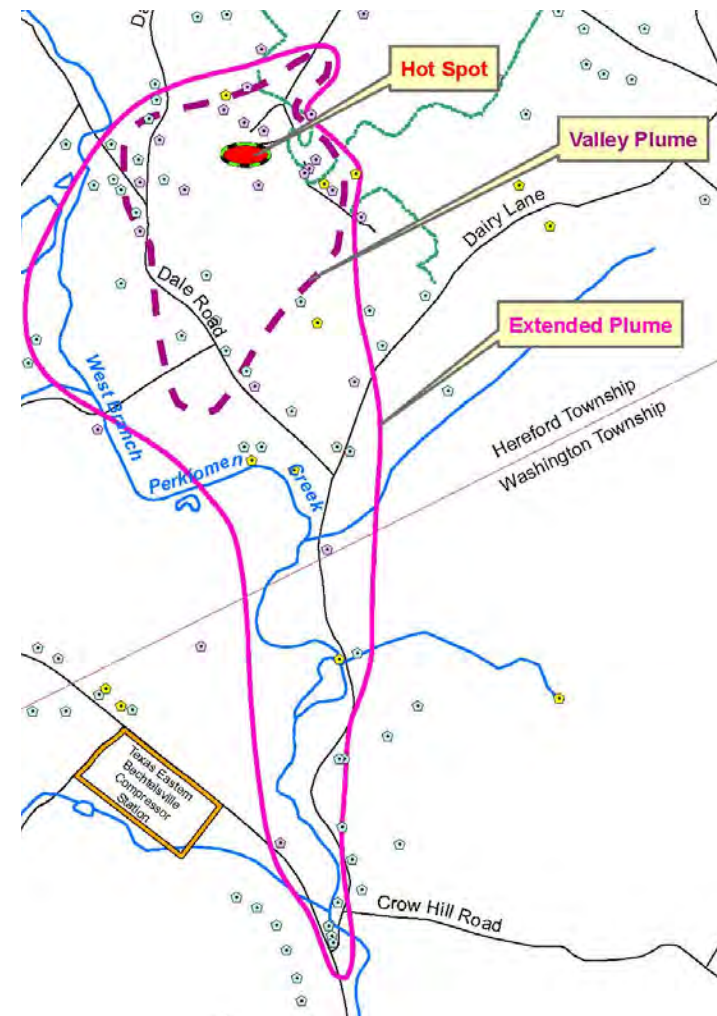 D
Hot Spot
Valley Plume
Dairy Lane
Dale Road
Extended Plume
West Branch
Perkiomen
Creek
Hereford Township
Washington Township
Texas Eastern
Bechtelsville
Compressor
Station
Crow Hill Road